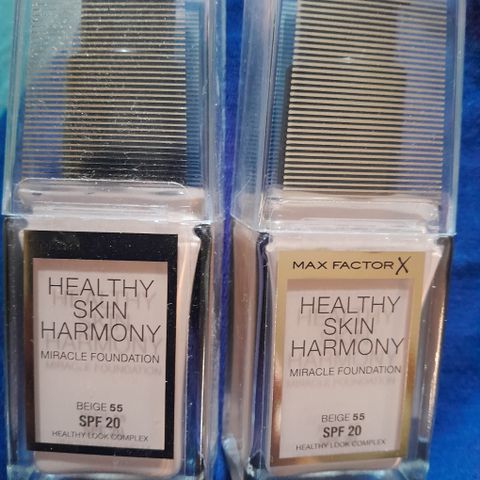 HEALTHY
SKIN
HARMONY
MIRACLE FOUNDATION
BEIGE 55
SPF 20
HEALTHY LOOK COMPLEX
MAX FACTOR X
HEALTHY
SKIN
HARMONY
MIRACLE FOUNDATION
BEIGE 55
SPF 20
HEALTHY LOOK COMPLEX